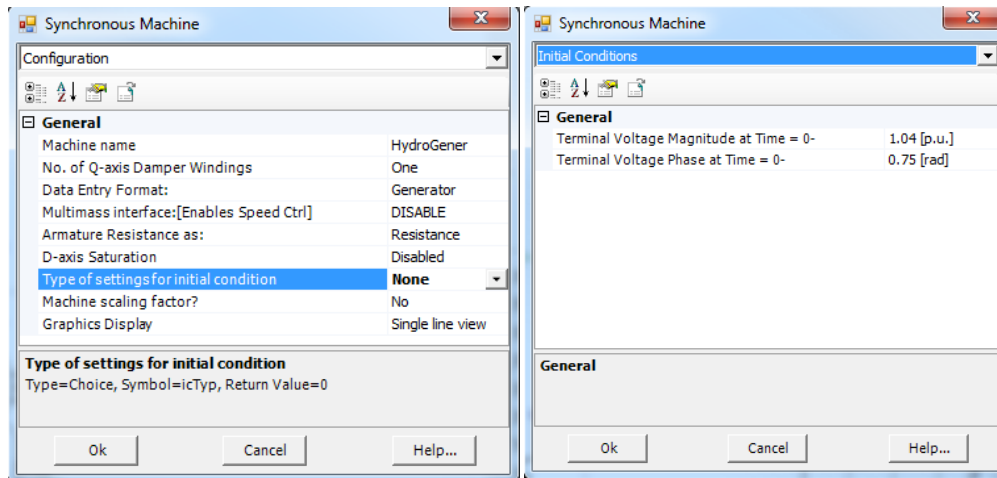 Synchronous Machine
Configuration
General
Machine name HydroGener
No. of Q-axis Damper Windings One
Data Entry Format: Generator
Multimass interface:[Enables Speed Ctrl] DISABLE
Armature Resistance as: Resistance
D-axis Saturation Disabled
Type of settings for initial condition None
Machine scaling factor? No
Graphics Display Single line view
Type of settings for initial condition
Type=Choice, Symbol=icTyp, Return Value=0
Ok Cancel Help...
Synchronous Machine
Initial Conditions
General
Terminal Voltage Magnitude at Time = 0- 1.04 [p.u.]
Terminal Voltage Phase at Time = 0- 0.75 [rad]
General
Ok Cancel Help...